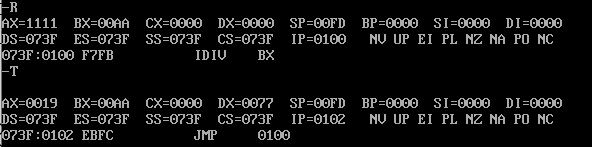 -R
AX=1111 BX=00AA CX=0000 DX=0000 SP=00FD BP=0000 SI=0000 DI=0000
DS=073F ES=073F SS=073F CS=073F IP=0100 NV UP EI PL NZ NA PO NC
073F:0100 F7FB IDIV BX
-T
AX=0019 BX=00AA CX=0000 DX=0077 SP=00FD BP=0000 SI=0000 DI=0000
DS=073F ES=073F SS=073F CS=073F IP=0102 NV UP EI PL NZ NA PO NC
073F:0102 EBFC JMP 0100